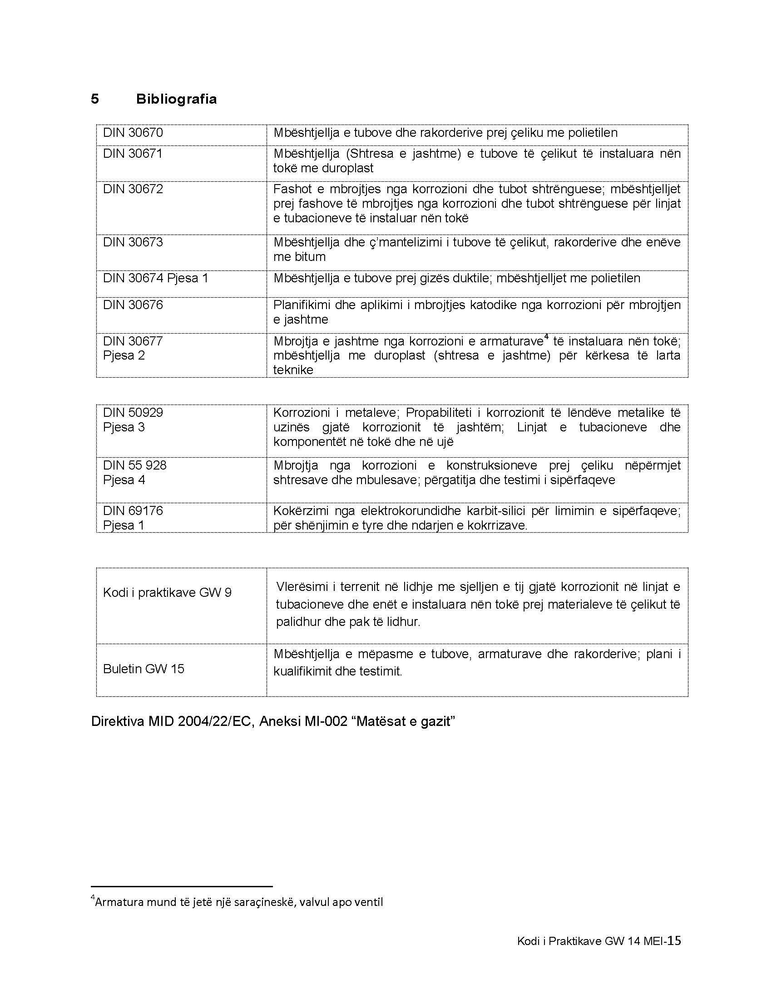 5 Bibliografia
DIN 30670 Mbështjellja e tubove dhe rakorderive prej çeliku me polietilen
DIN 30671 Mbështjellja (Shtresa e jashtme) e tubove të çelikut të instaluara nën
tokë me duroplast
DIN 30672 Fashot e mbrojtjes nga korrozioni dhe tubot shtrënguese; mbështjelljet
prej fashove të mbrojtjes nga korrozioni dhe tubot shtrënguese për linjat
e tubacioneve të instaluar nën tokë
DIN 30673 Mbështjellja dhe ç’mantelizimi i tubove të çelikut, rakorderive dhe enëve
me bitum
DIN 30674 Pjesa 1 Mbështjellja e tubove prej gizës duktile; mbështjelljet me polietilen
DIN 30676 Planifikimi dhe aplikimi i mbrojtjes katodike nga korrozioni për mbrojtjen
e jashtme
DIN 30677 Mbrojtja e jashtme nga korrozioni e armaturave4 të instaluara nën tokë;
Pjesa 2 mbështjellja me duroplast (shtresa e jashtme) për kërkesa të larta
teknike
DIN 50929 Korrozioni i metaleve; Propabiliteti i korrozionit të lëndëve metalike të
Pjesa 3 uzinës gjatë korrozionit të jashtëm; Linjat e tubacioneve dhe
komponentët në tokë dhe në ujë
DIN 55 928 Mbrojtja nga korrozioni e konstruksioneve prej çeliku nëpërmjet
Pjesa 4 shtresave dhe mbulesave; përgatitja dhe testimi i sipërfaqeve
DIN 69176 Kokërzimi nga elektrokorundidhe karbit-silici për limimin e sipërfaqeve;
Pjesa 1 për shënjimin e tyre dhe ndarjen e kokrrizave.
Kodi i praktikave GW 9 Vlerësimi i terrenit në lidhje me sjelljen e tij gjatë korrozionit në linjat e
tubacioneve dhe enët e instaluara nën tokë prej materialeve të çelikut të
palidhur dhe pak të lidhur.
Buletin GW 15 Mbështjellja e mëpasme e tubove, armaturave dhe rakorderive; plani i
kualifikimit dhe testimit.
Direktiva MID 2004/22/EC, Aneksi MI-002 “Matësat e gazit”
4Armatura mund të jetë një saraçineskë, valvul apo ventil
Kodi i Praktikave GW 14 MEI-15